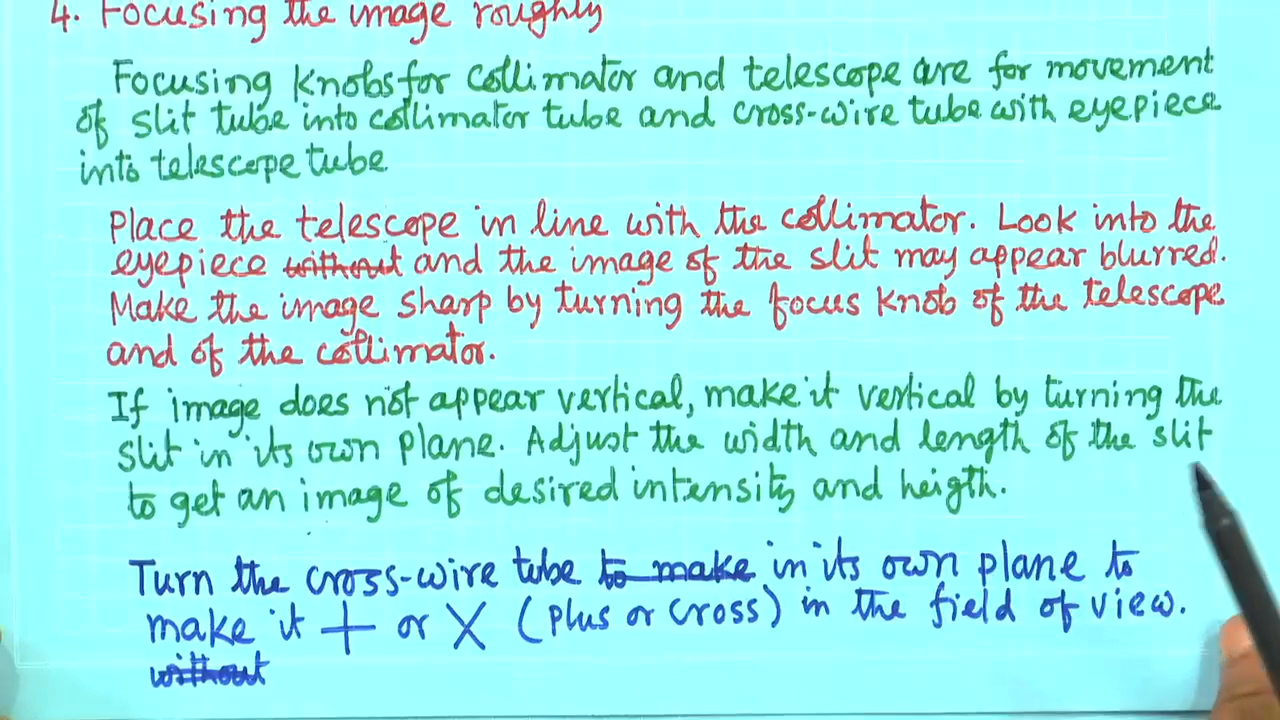 4. Focusing the image roughly
Focusing knobs for collimator and telescope are for movement
of slit tube into collimator tube and cross-wire tube with eyepiece
into telescope tube
Place the telescope in line with the collimator. Look into the
eyepiece without and the image of the slit may appear blurred.
Make the image sharp by turning the focus knob of the telescope
and of the collimator.
If image does not appear vertical, make it vertical by turning the
slit in its own plane. Adjust the width and length of the slit
to get an image of desired intensity and heigth.
Turn the cross-wire tube to make in its own plane to
make it + or X (plus or cross) in the field of view.
without